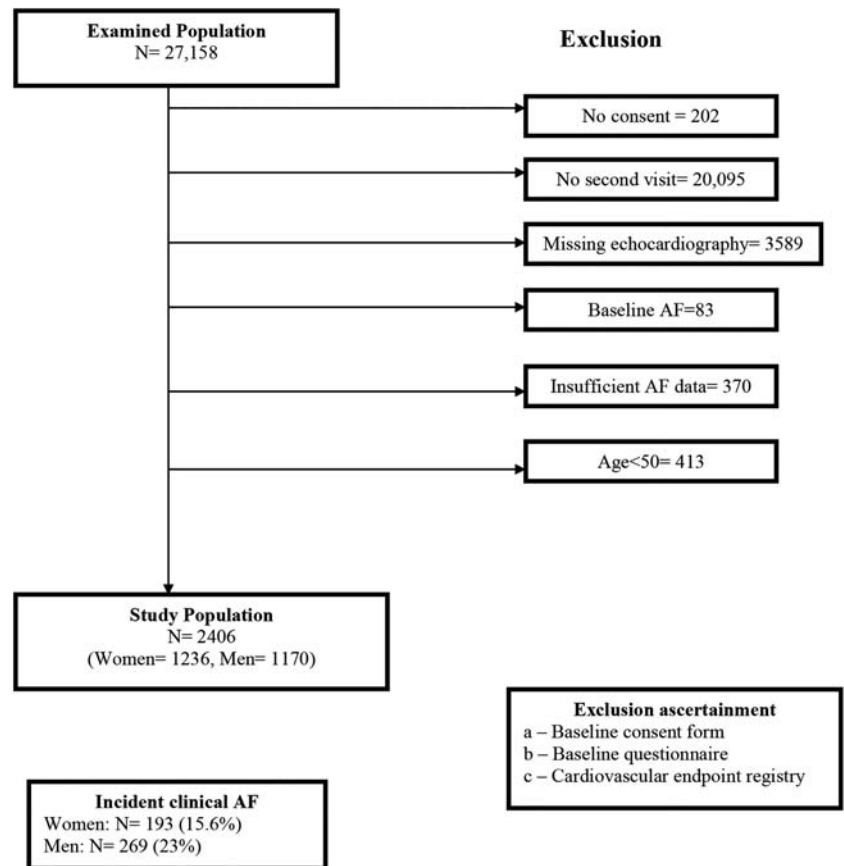 Examined Population
N= 27,158
Exclusion
No consent = 202
No second visit= 20,095
Missing echocardiography= 3589
Baseline AF=83
Insufficient AF data= 370
Age<50= 413
Study Population
N= 2406
(Women= 1236, Men= 1170)
Exclusion ascertainment
a – Baseline consent form
b – Baseline questionnaire
c – Cardiovascular endpoint registry
Incident clinical AF
Women: N= 193 (15.6%)
Men: N= 269 (23%)